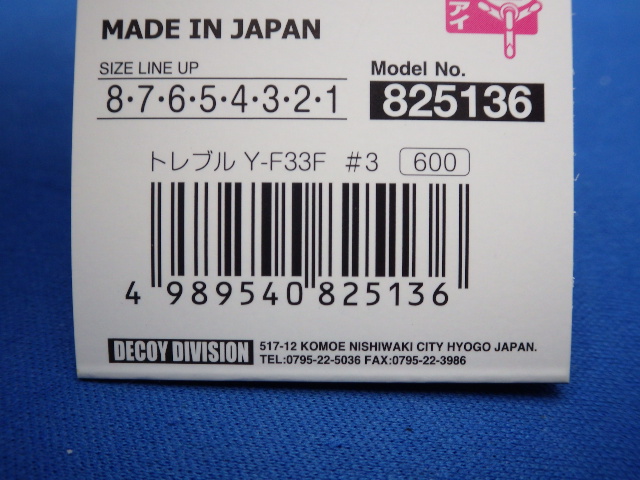 MADE IN JAPAN
アイ
SIZE LINE UP
8・7・6・5・4・3・2・1
Model No.
825136
トレブル Y-F33F #3 600
4 989540 825136
DECOY DIVISION
517-12 KOMOE NISHIWAKI CITY HYOGO JAPAN.
TEL:0795-22-5036 FAX:0795-22-3986